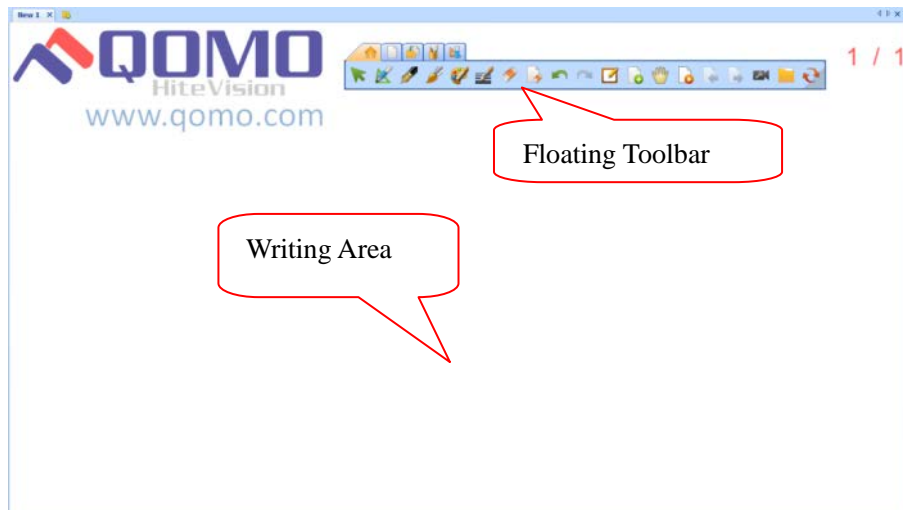 New 1
QOMO
HiteVision
www.qomo.com
1 / 1
Floating Toolbar
Writing Area